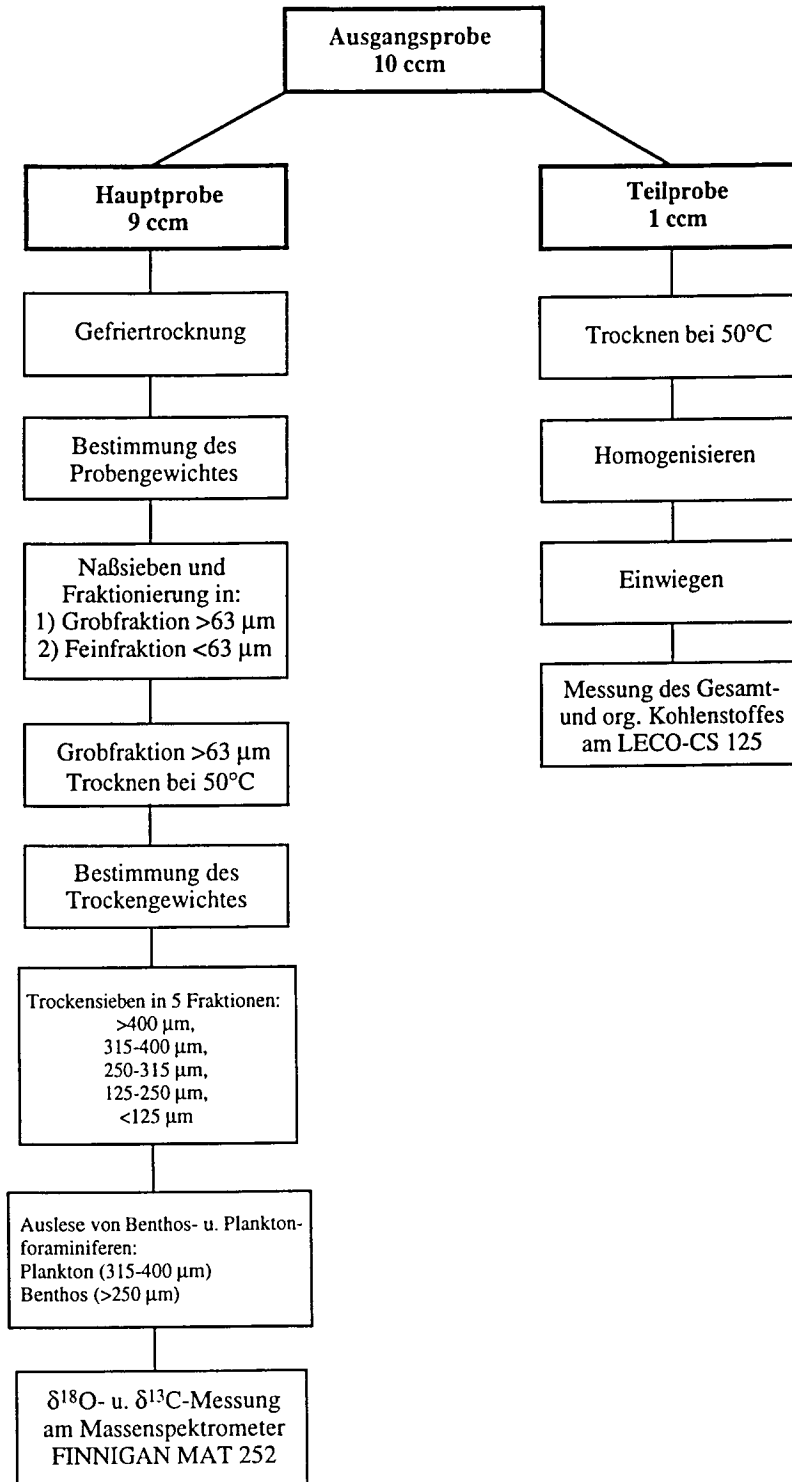 Ausgangsprobe
10 ccm
Hauptprobe
9 ccm
Gefriertrocknung
Bestimmung des
Probengewichtes
Naßsieben und
Fraktionierung in:
1) Grobfraktion >63 µm
2) Feinfraktion <63 µm
Grobfraktion >63 µm
Trocknen bei 50°C
Bestimmung des
Trockengewichtes
Trockensieben in 5 Fraktionen:
>400 µm,
315-400 µm,
250-315 µm,
125-250 µm,
<125 µm
Auslese von Benthos- u. Plankton-
foraminiferen:
Plankton (315-400 µm)
Benthos (>250 µm)
δ¹⁸O- u. δ¹³C-Messung
am Massenspektrometer
FINNIGAN MAT 252
Teilprobe
1 ccm
Trocknen bei 50°C
Homogenisieren
Einwiegen
Messung des Gesamt-
und org. Kohlenstoffes
am LECO-CS 125